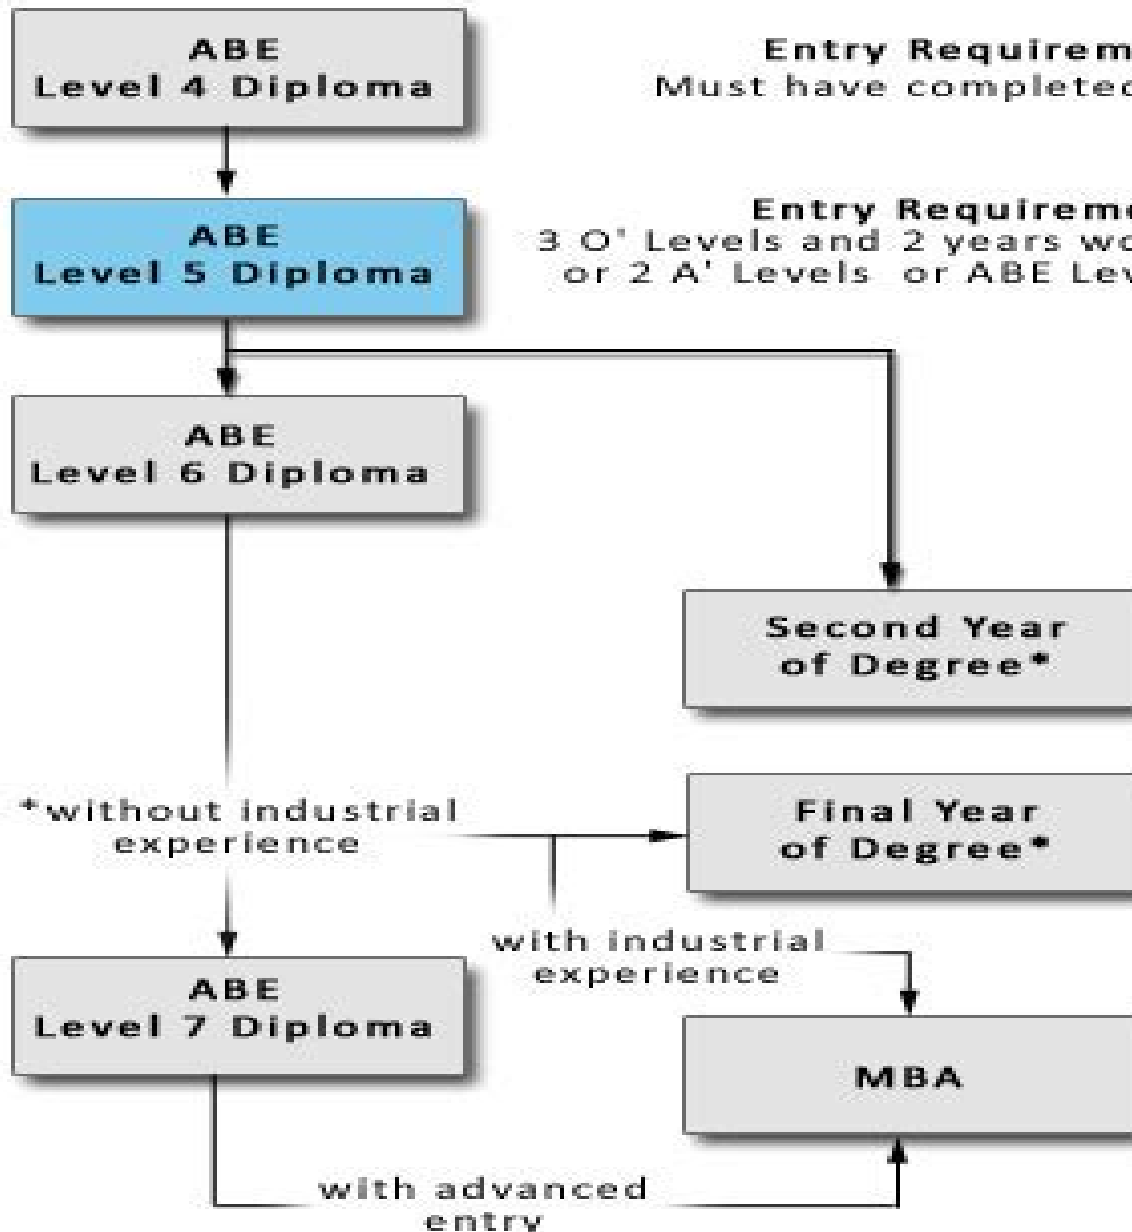 ABE
Level 4 Diploma
Entry Requirem
Must have completed
ABE
Level 5 Diploma
Entry Requireme
3 O' Levels and 2 years wo
or 2 A' Levels or ABE Lev
ABE
Level 6 Diploma
Second Year
of Degree*
*without industrial
experience
Final Year
of Degree*
with industrial
experience
ABE
Level 7 Diploma
MBA
with advanced
entry